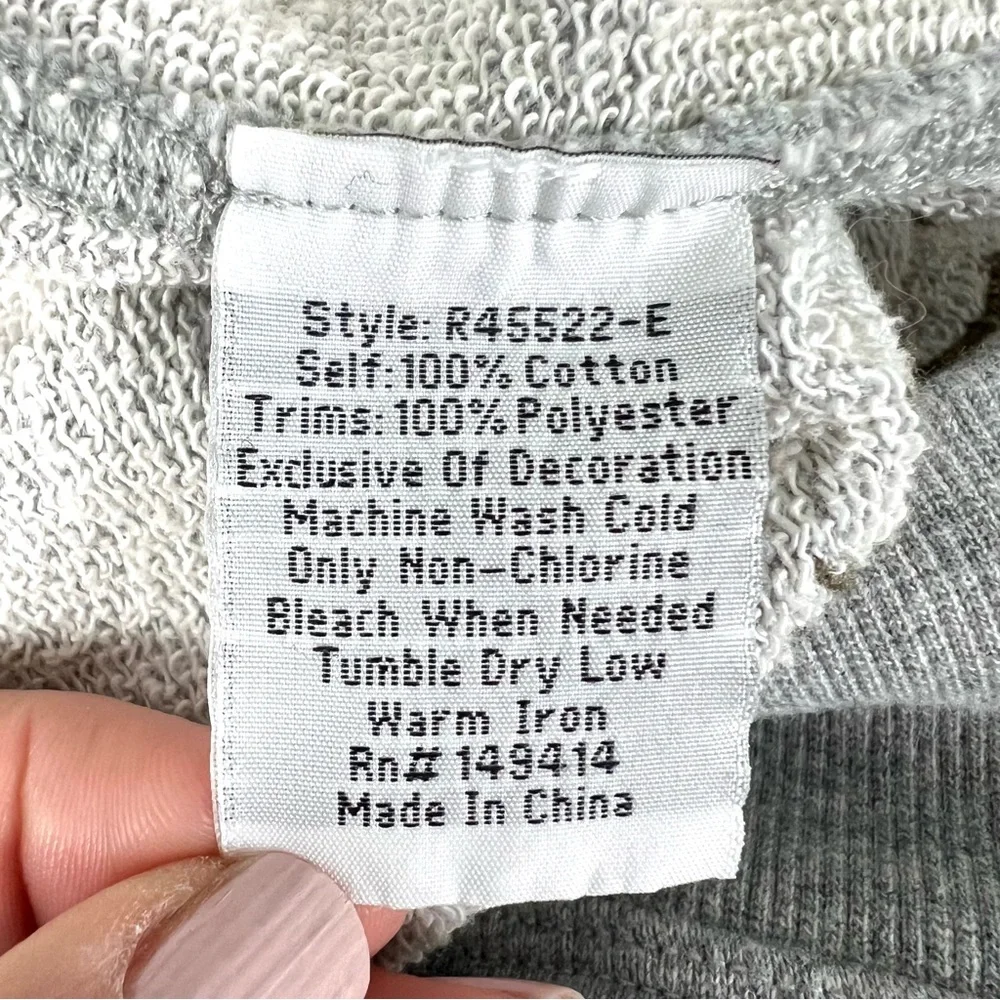 Style: R45522-E
Self: 100% Cotton
Trims: 100% Polyester
Exclusive Of Decoration
Machine Wash Cold
Only Non-Chlorine
Bleach When Needed
Tumble Dry Low
Warm Iron
Rn# 149414
Made In China